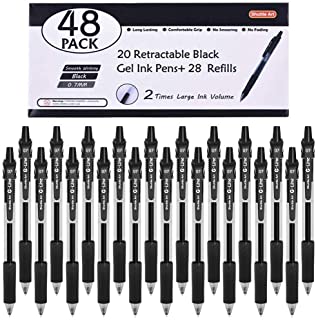 48
PACK
Shuttle Art
Long Lasting Comfortable Grip No Smearing No Fading
Smooth Writing
Black
0.7MM
20 Retractable Black
Gel Ink Pens+ 28 Refills
2 Times Large Ink Volume